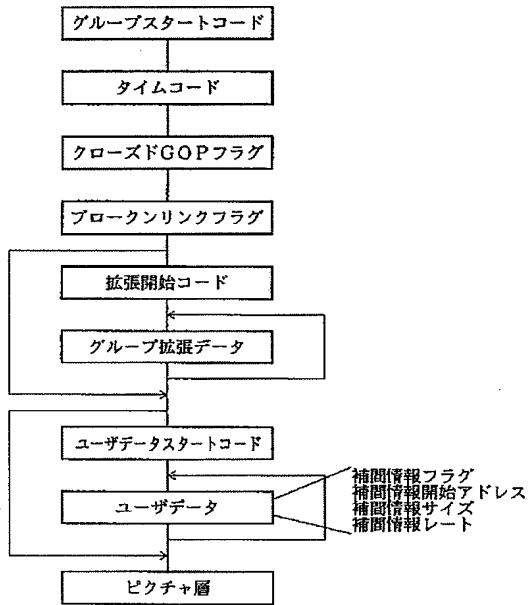 グループスタートコード
タイムコード
クローズドGOPフラグ
ブロークンリンクフラグ
拡張開始コード
グループ拡張データ
ユーザデータスタートコード
ユーザデータ
補間情報フラグ
補間情報開始アドレス
補間情報サイズ
補間情報レート
ピクチャ層